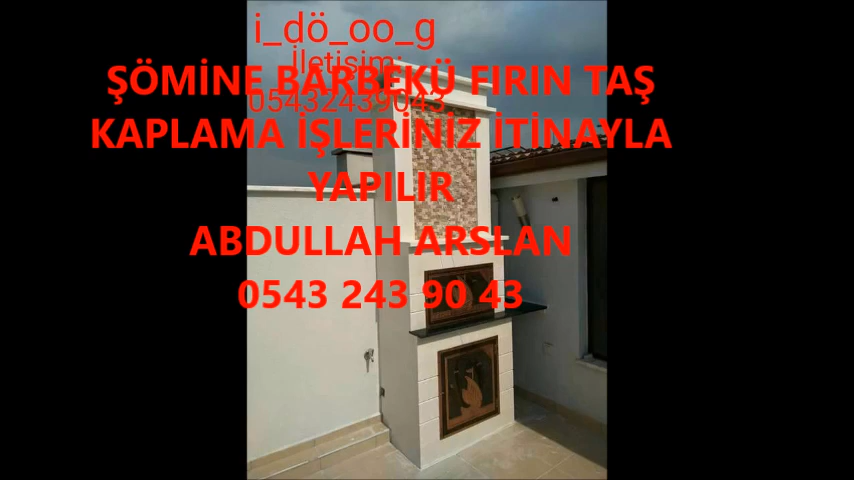 i_dö_oo_g
İletişim:
05432439043
ŞÖMİNE BARBEKÜ FIRIN TAŞ
KAPLAMA İŞLERİNİZ İTİNAYLA
YAPILIR
ABDULLAH ARSLAN
0543 243 90 43